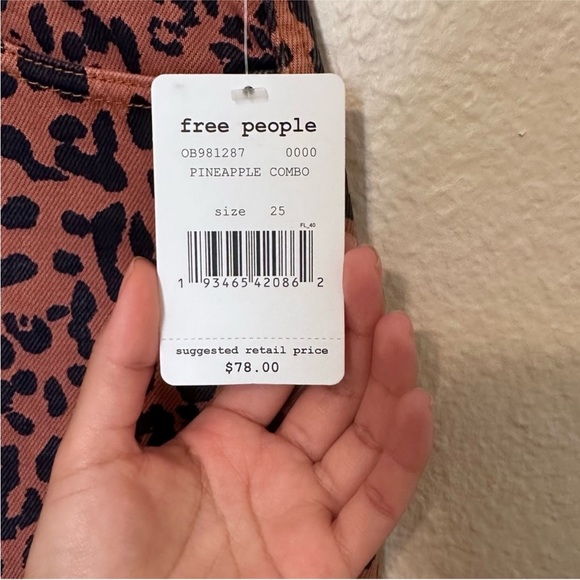 free people
OB981287 0000
PINEAPPLE COMBO
size 25
FL_40
1 93465 42086 2
suggested retail price
$78.00